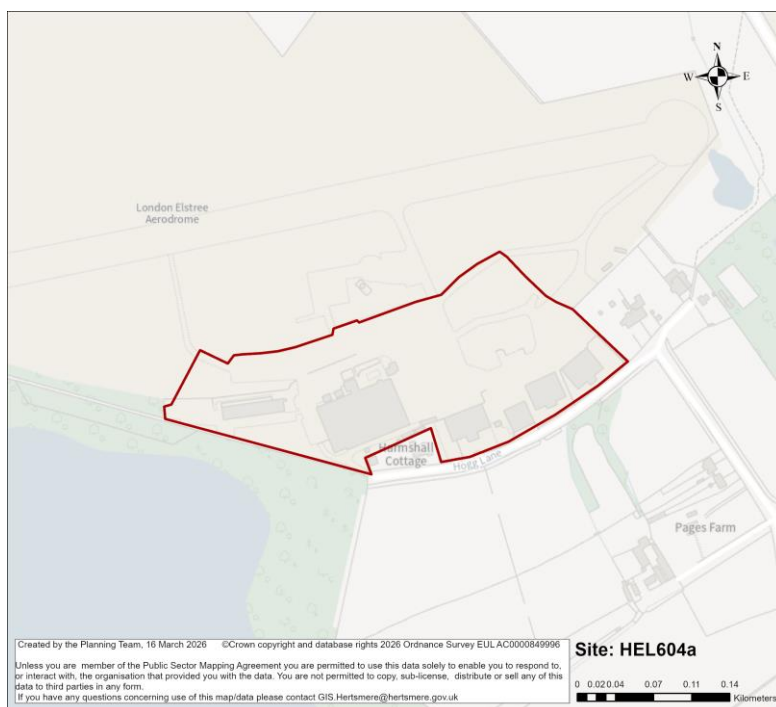 N
W E
S
London Elstree
Aerodrome
Harmshall
Cottage
Hogg Lane
Pages Farm
Created by the Planning Team, 16 March 2026 ©Crown copyright and database rights 2026 Ordnance Survey EUL AC0000849996
Unless you are member of the Public Sector Mapping Agreement you are permitted to use this data solely to enable you to respond to,
or interact with, the organisation that provided you with the data. You are not permitted to copy, sub-license, distribute or sell any of this
data to third parties in any form.
If you have any questions concerning use of this map/data please contact GIS.Hertsmere@hertsmere.gov.uk
Site: HEL604a
0 0.02 0.04 0.07 0.11 0.14
Kilometers